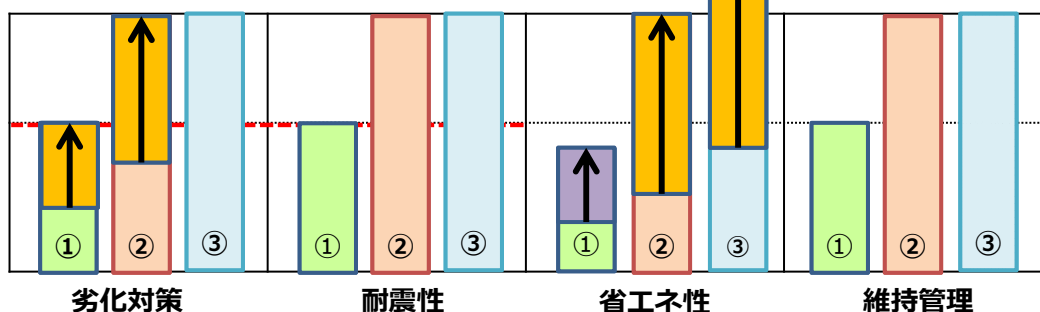 ① ② ③ ① ② ③ ① ② ③ ① ② ③
劣化対策 耐震性 省エネ性 維持管理